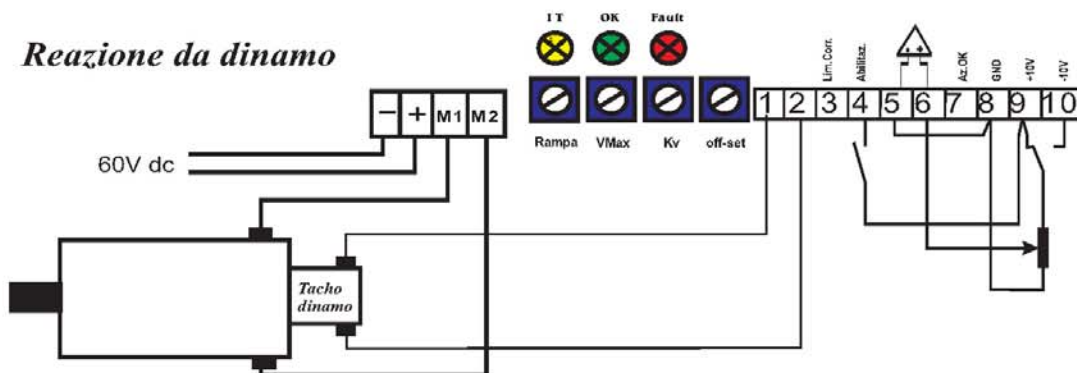 Reazione da dinamo
I T OK Fault
Rampa VMax Kv off-set
Lim.Corr. Abilitaz. Az.OK GND +10V -10V
- + M1 M2
1 2 3 4 5 6 7 8 9 10
60V dc
Tacho
dinamo